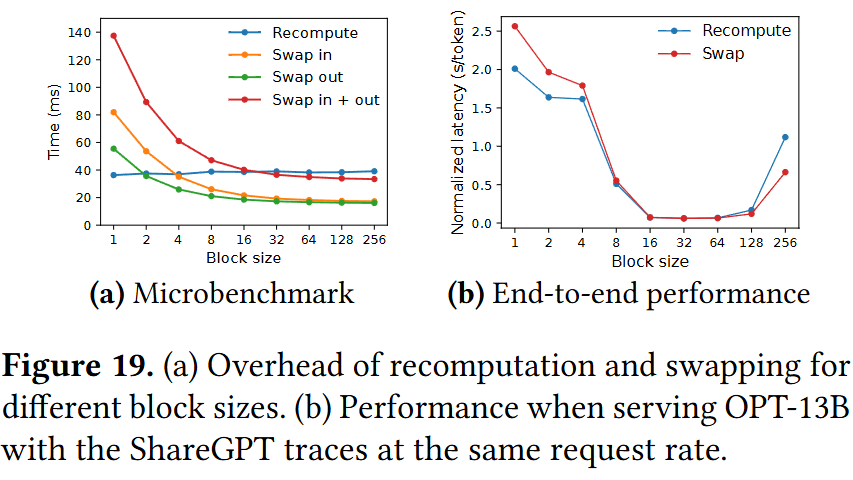 140
120
100
80
60
40
20
0
Time (ms)
Recompute
Swap in
Swap out
Swap in + out
1 2 4 8 16 32 64 128 256
Block size
(a) Microbenchmark
2.5
2.0
1.5
1.0
0.5
0.0
Normalized latency (s/token)
Recompute
Swap
1 2 4 8 16 32 64 128 256
Block size
(b) End-to-end performance
Figure 19. (a) Overhead of recomputation and swapping for
different block sizes. (b) Performance when serving OPT-13B
with the ShareGPT traces at the same request rate.